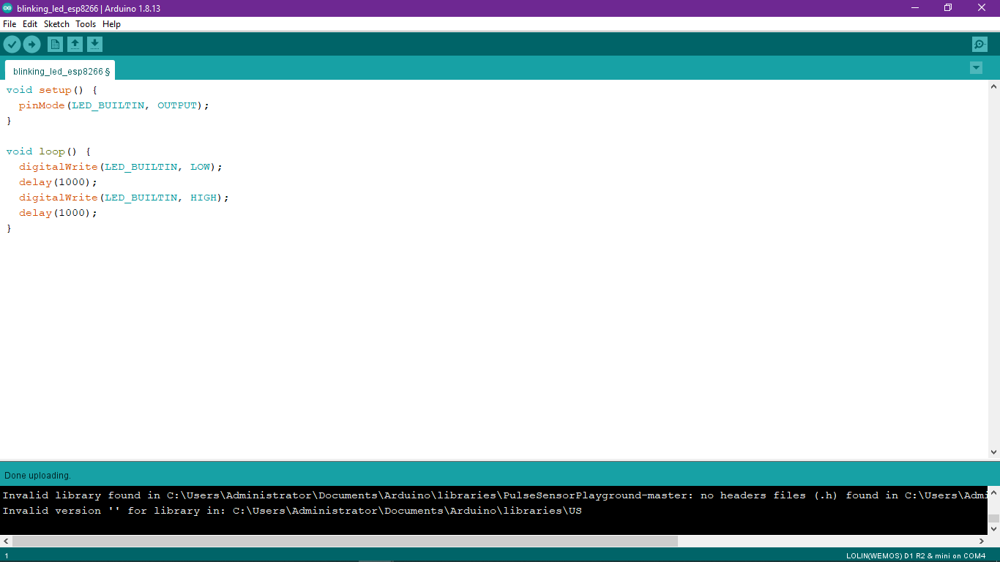 blinking_led_esp8266 | Arduino 1.8.13
File Edit Sketch Tools Help
blinking_led_esp8266 §
void setup() {
  pinMode(LED_BUILTIN, OUTPUT);
}
void loop() {
  digitalWrite(LED_BUILTIN, LOW);
  delay(1000);
  digitalWrite(LED_BUILTIN, HIGH);
  delay(1000);
}
Done uploading.
Invalid library found in C:\Users\Administrator\Documents\Arduino\libraries\PulseSensorPlayground-master: no headers files (.h) found in C:\Users\Admi
Invalid version '' for library in: C:\Users\Administrator\Documents\Arduino\libraries\US
1 LOLIN(WEMOS) D1 R2 & mini on COM4